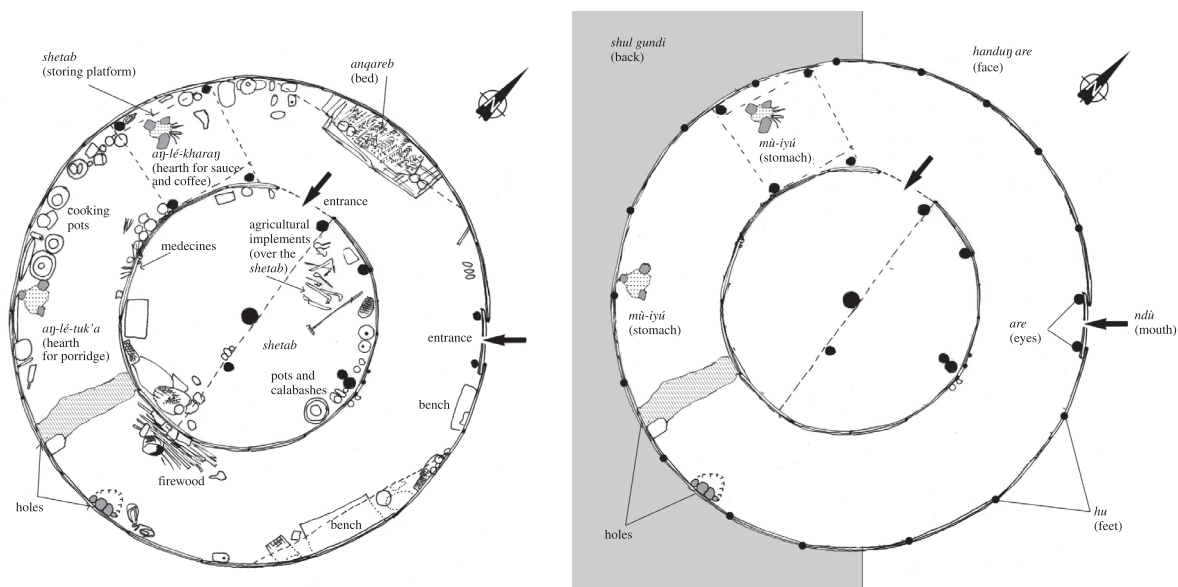 shetab
(storing platform)
anqareb
(bed)
N
aŋ-lé-kharaŋ
(hearth for sauce
and coffee)
entrance
cooking
pots
agricultural
implements
(over the
shetab)
medecines
aŋ-lé-tuk'a
(hearth
for porridge)
shetab
entrance
pots and
calabashes
bench
firewood
holes
bench
shul gundi
(back)
handuŋ are
(face)
N
mù-iyú
(stomach)
mù-iyú
(stomach)
are
(eyes)
ndù
(mouth)
holes
hu
(feet)